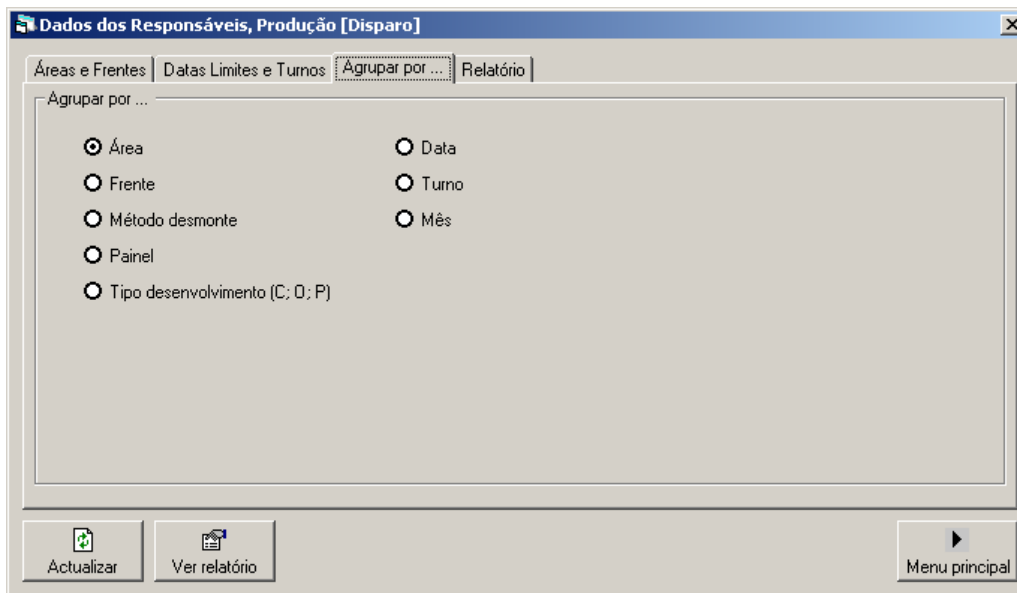 Dados dos Responsáveis, Produção [Disparo]
Áreas e Frentes Datas Limites e Turnos Agrupar por ... Relatório
Agrupar por ...
Área
Frente
Método desmonte
Painel
Tipo desenvolvimento (C; O; P)
Data
Turno
Mês
Actualizar Ver relatório Menu principal